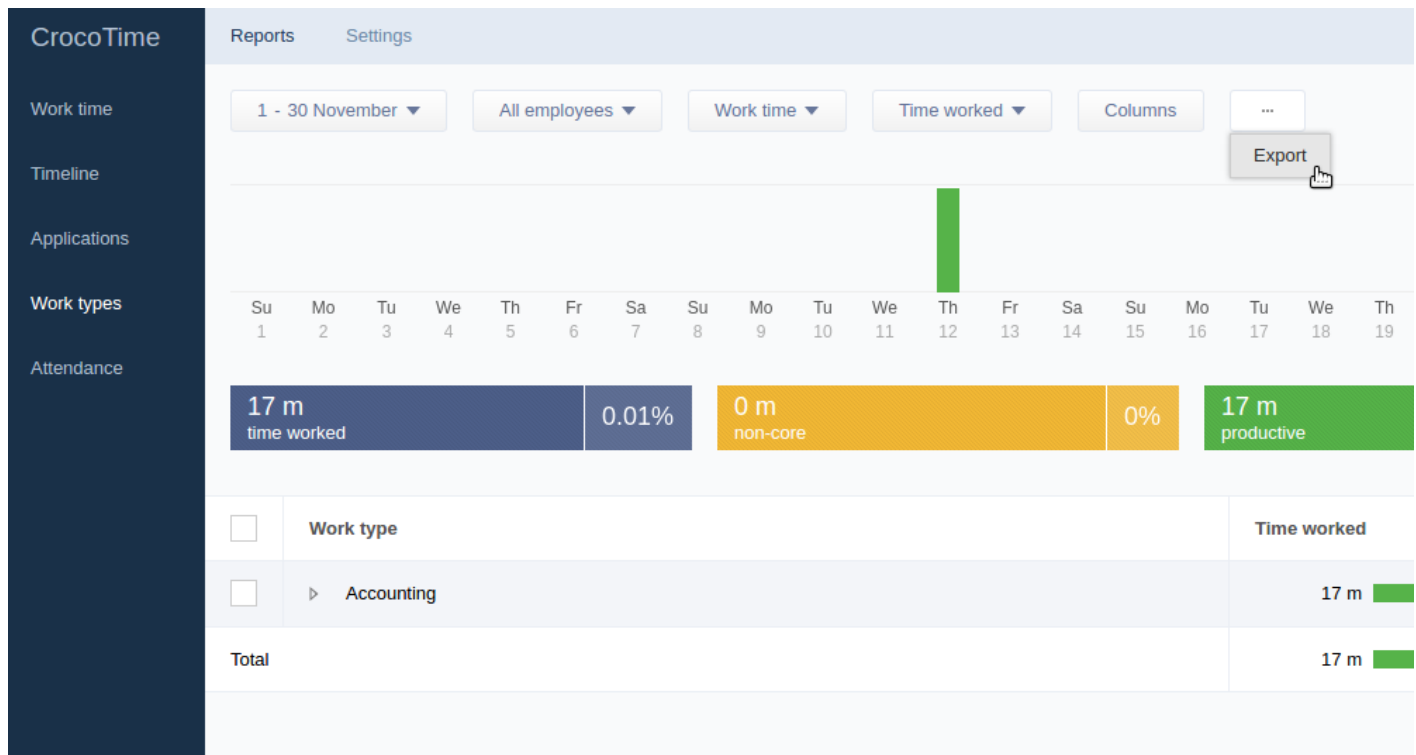 CrocoTime
Reports Settings
Work time
Timeline
Applications
Work types
Attendance
1 - 30 November All employees Work time Time worked Columns ...
Export
Su Mo Tu We Th Fr Sa Su Mo Tu We Th Fr Sa Su Mo Tu We Th
1 2 3 4 5 6 7 8 9 10 11 12 13 14 15 16 17 18 19
17 m 0.01% 0 m 0% 17 m
time worked non-core productive
Work type Time worked
Accounting 17 m
Total 17 m